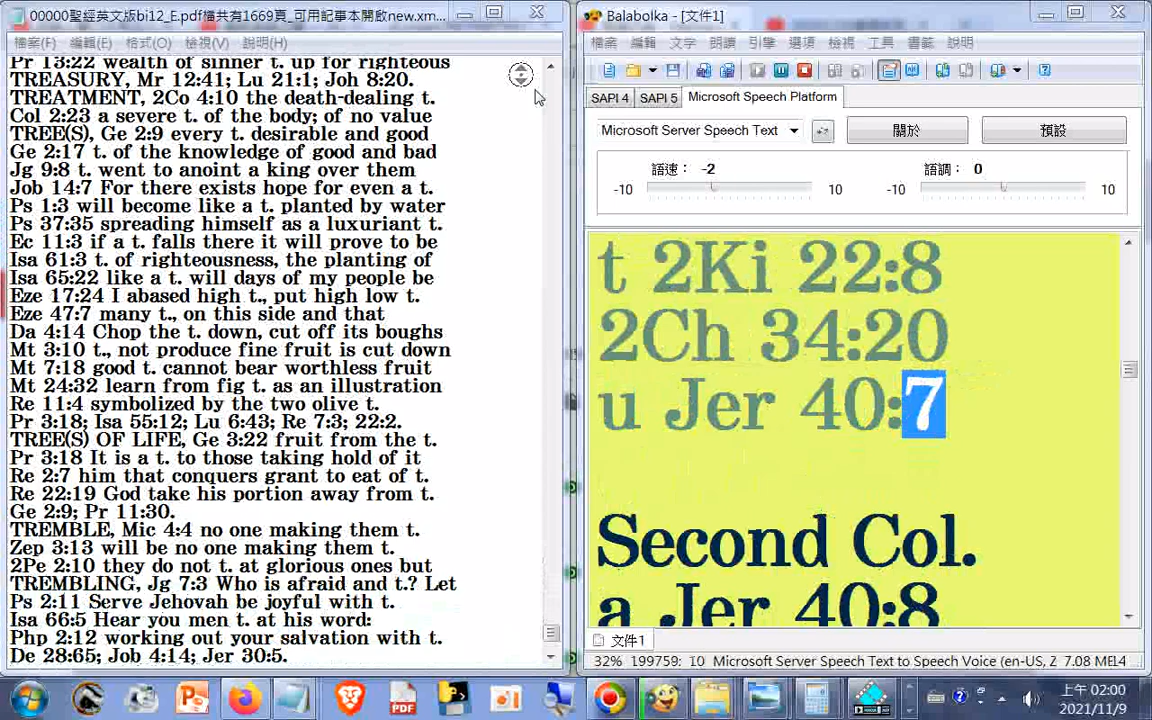 00000聖經英文版bi12_E.pdf檔共有1669頁_可用記事本開啟new.xm...
檔案(F) 編輯(E) 格式(O) 檢視(V) 說明(H)
Pr 13:22 wealth of sinner t. up for righteous
TREASURY, Mr 12:41; Lu 21:1; Joh 8:20.
TREATMENT, 2Co 4:10 the death-dealing t.
Col 2:23 a severe t. of the body; of no value
TREE(S), Ge 2:9 every t. desirable and good
Ge 2:17 t. of the knowledge of good and bad
Jg 9:8 t. went to anoint a king over them
Job 14:7 For there exists hope for even a t.
Ps 1:3 will become like a t. planted by water
Ps 37:35 spreading himself as a luxuriant t.
Ec 11:3 if a t. falls there it will prove to be
Isa 61:3 t. of righteousness, the planting of
Isa 65:22 like a t. will days of my people be
Eze 17:24 I abased high t., put high low t.
Eze 47:7 many t., on this side and that
Da 4:14 Chop the t. down, cut off its boughs
Mt 3:10 t., not produce fine fruit is cut down
Mt 7:18 good t. cannot bear worthless fruit
Mt 24:32 learn from fig t. as an illustration
Re 11:4 symbolized by the two olive t.
Pr 3:18; Isa 55:12; Lu 6:43; Re 7:3; 22:2.
TREE(S) OF LIFE, Ge 3:22 fruit from the t.
Pr 3:18 It is a t. to those taking hold of it
Re 2:7 him that conquers grant to eat of t.
Re 22:19 God take his portion away from t.
Ge 2:9; Pr 11:30.
TREMBLE, Mic 4:4 no one making them t.
Zep 3:13 will be no one making them t.
2Pe 2:10 they do not t. at glorious ones but
TREMBLING, Jg 7:3 Who is afraid and t.? Let
Ps 2:11 Serve Jehovah be joyful with t.
Isa 66:5 Hear you men t. at his word:
Php 2:12 working out your salvation with t.
De 28:65; Job 4:14; Jer 30:5.
Balabolka - [文件1]
檔案 編輯 文字 朗讀 引擎 選項 檢視 工具 書籤 說明
SAPI 4 SAPI 5 Microsoft Speech Platform
Microsoft Server Speech Text 關於 預設
語速： -2 語調： 0
-10 10 -10 10
t 2Ki 22:8
2Ch 34:20
u Jer 40:7
Second Col.
a Jer 40:8
文件1
32% 199759: 10 Microsoft Server Speech Text to Speech Voice (en-US, Z 7.08 ME14
上午 02:00
2021/11/9